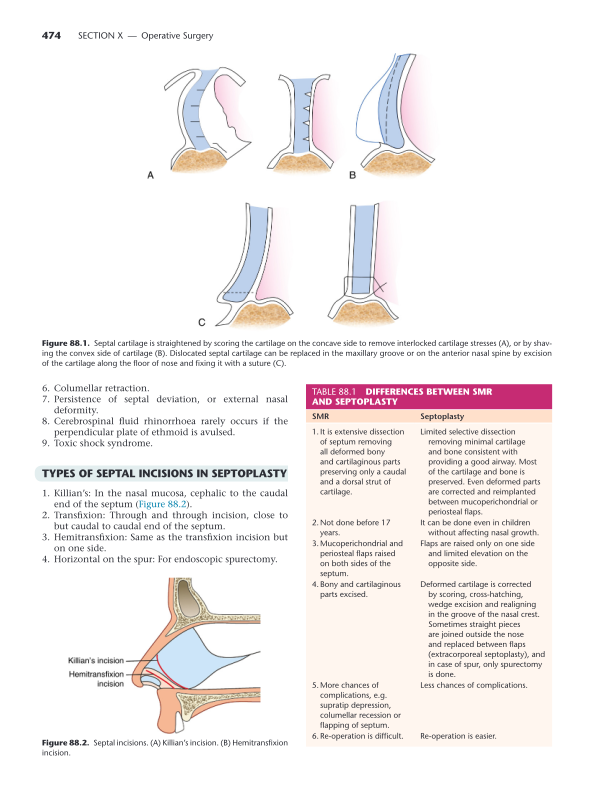 474 SECTION X — Operative Surgery
A
B
C
Figure 88.1. Septal cartilage is straightened by scoring the cartilage on the concave side to remove interlocked cartilage stresses (A), or by shav-
ing the convex side of cartilage (B). Dislocated septal cartilage can be replaced in the maxillary groove or on the anterior nasal spine by excision
of the cartilage along the floor of nose and fixing it with a suture (C).
6. Columellar retraction.
7. Persistence of septal deviation, or external nasal
deformity.
8. Cerebrospinal fluid rhinorrhoea rarely occurs if the
perpendicular plate of ethmoid is avulsed.
9. Toxic shock syndrome.
TYPES OF SEPTAL INCISIONS IN SEPTOPLASTY
1. Killian's: In the nasal mucosa, cephalic to the caudal
end of the septum (Figure 88.2).
2. Transfixion: Through and through incision, close to
but caudal to caudal end of the septum.
3. Hemitransfixion: Same as the transfixion incision but
on one side.
4. Horizontal on the spur: For endoscopic spurectomy.
Killian's incision
Hemitransfixion
incision
Figure 88.2. Septal incisions. (A) Killian's incision. (B) Hemitransfixion
incision.
TABLE 88.1 DIFFERENCES BETWEEN SMR
AND SEPTOPLASTY
SMR Septoplasty
1. It is extensive dissection
of septum removing
all deformed bony
and cartilaginous parts
preserving only a caudal
and a dorsal strut of
cartilage.
Limited selective dissection
removing minimal cartilage
and bone consistent with
providing a good airway. Most
of the cartilage and bone is
preserved. Even deformed parts
are corrected and reimplanted
between mucoperichondrial or
periosteal flaps.
2. Not done before 17
years.
It can be done even in children
without affecting nasal growth.
3. Mucoperichondrial and
periosteal flaps raised
on both sides of the
septum.
Flaps are raised only on one side
and limited elevation on the
opposite side.
4. Bony and cartilaginous
parts excised.
Deformed cartilage is corrected
by scoring, cross-hatching,
wedge excision and realigning
in the groove of the nasal crest.
Sometimes straight pieces
are joined outside the nose
and replaced between flaps
(extracorporeal septoplasty), and
in case of spur, only spurectomy
is done.
5. More chances of
complications, e.g.
supratip depression,
columellar recession or
flapping of septum.
Less chances of complications.
6. Re-operation is difficult.
Re-operation is easier.